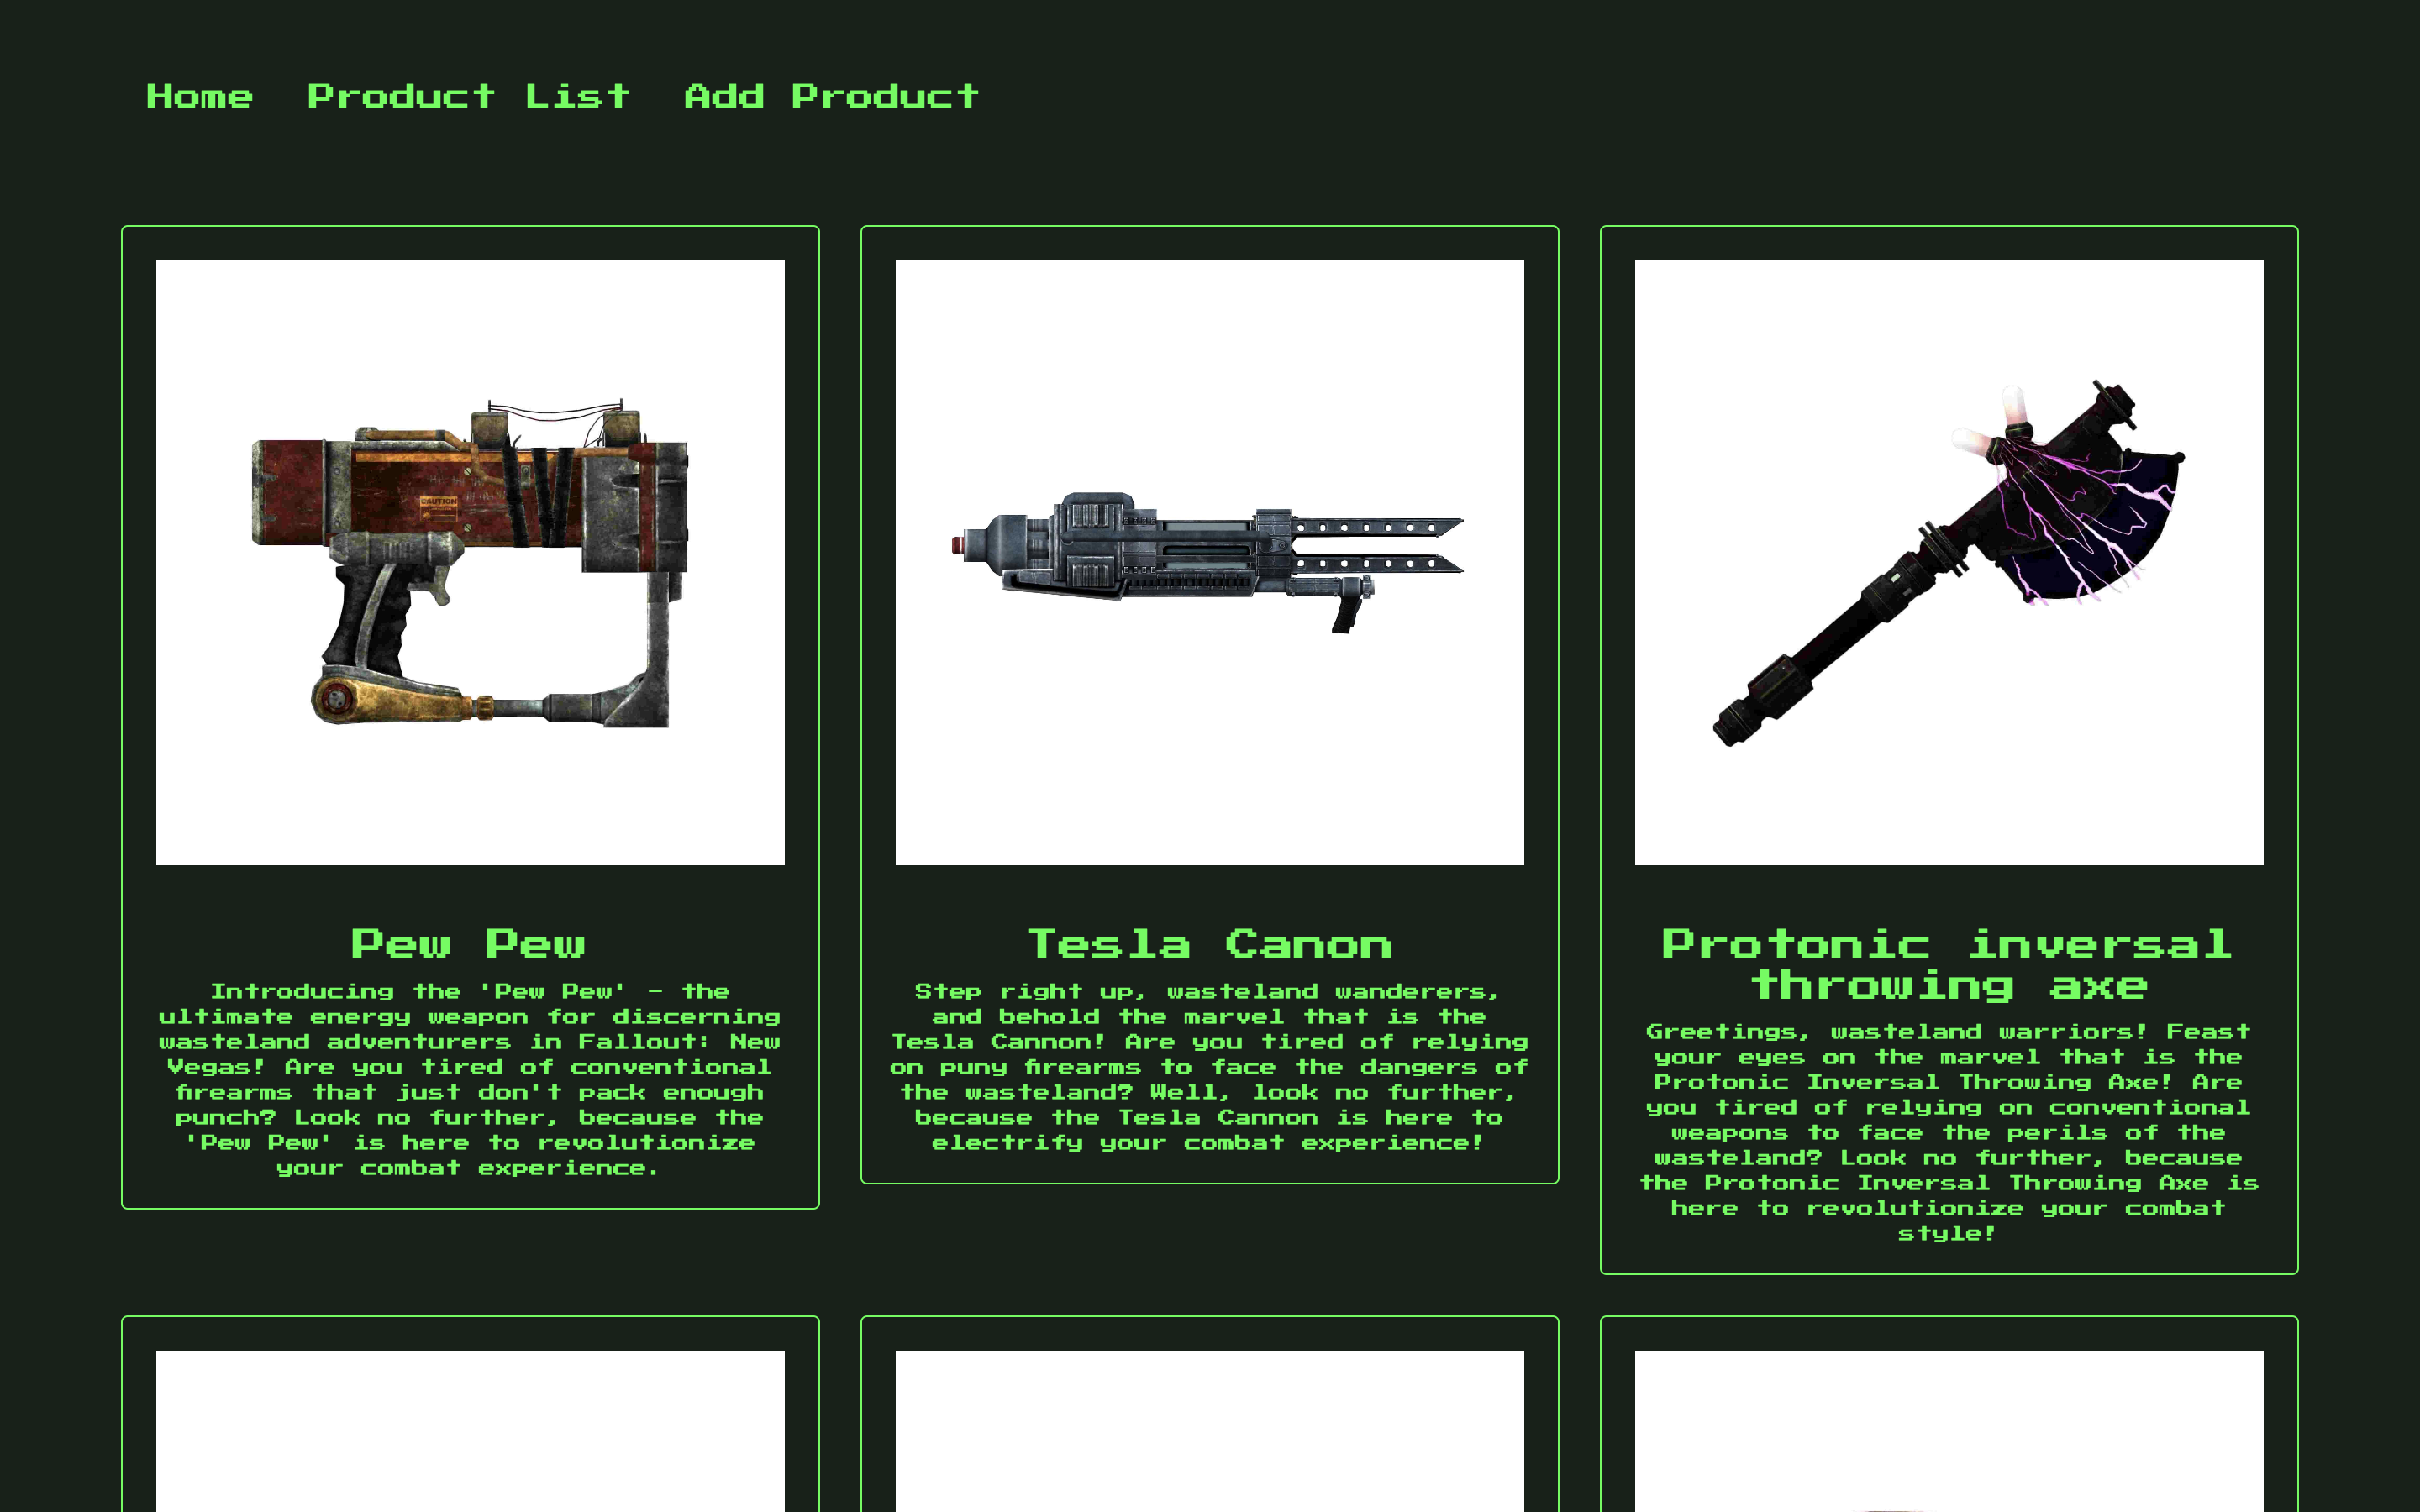 Home Product List Add Product
CAUTION
Pew Pew
Introducing the 'Pew Pew' - the
ultimate energy weapon for discerning
wasteland adventurers in Fallout: New
Vegas! Are you tired of conventional
firearms that just don't pack enough
punch? Look no further, because the
'Pew Pew' is here to revolutionize
your combat experience.
Tesla Canon
Step right up, wasteland wanderers,
and behold the marvel that is the
Tesla Cannon! Are you tired of relying
on puny firearms to face the dangers of
the wasteland? Well, look no further,
because the Tesla Cannon is here to
electrify your combat experience!
Protonic inversal
throwing axe
Greetings, wasteland warriors! Feast
your eyes on the marvel that is the
Protonic Inversal Throwing Axe! Are
you tired of relying on conventional
weapons to face the perils of the
wasteland? Look no further, because
the Protonic Inversal Throwing Axe is
here to revolutionize your combat
style!